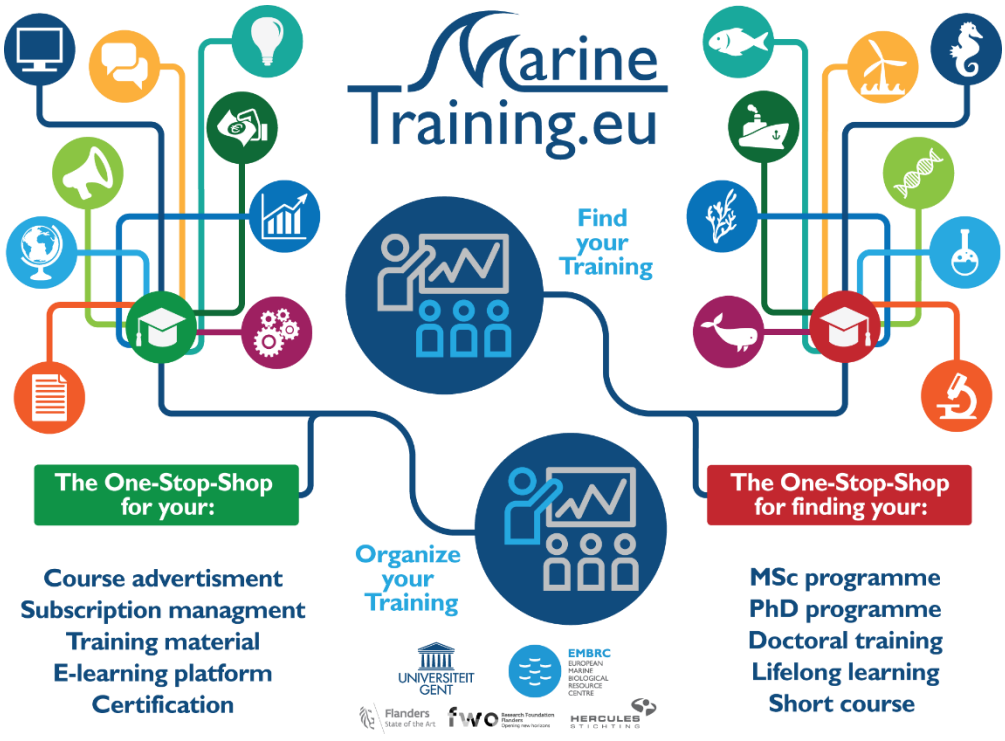 Marine
Training.eu
Find
your
Training
The One-Stop-Shop
for your:
Course advertisment
Subscription managment
Training material
E-learning platform
Certification
Organize
your
Training
The One-Stop-Shop
for finding your:
MSc programme
PhD programme
Doctoral training
Lifelong learning
Short course
UNIVERSITEIT
GENT
EMBRC
EUROPEAN
MARINE
BIOLOGICAL
RESOURCE
CENTRE
Flanders
State of the Art
fwo
Research Foundation
Flanders
Opening new horizons
HERCULES
STICHTING